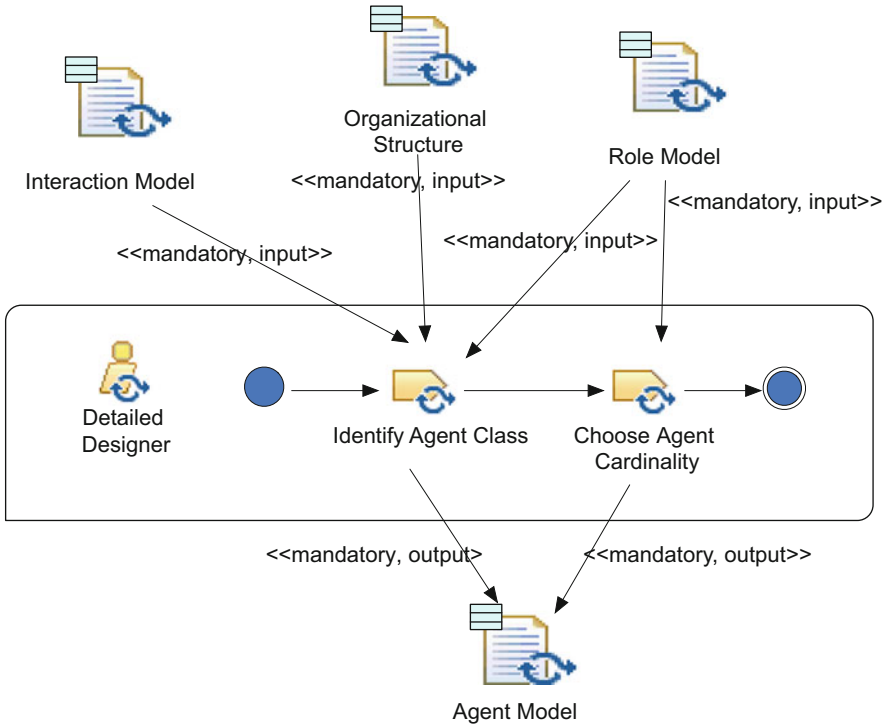 Organizational
Structure
Role Model
Interaction Model
<<mandatory, input>>
<<mandatory, input>>
<<mandatory, input>>
<<mandatory, input>>
Detailed
Designer
Identify Agent Class
Choose Agent
Cardinality
<<mandatory, output>
<<mandatory, output>>
Agent Model